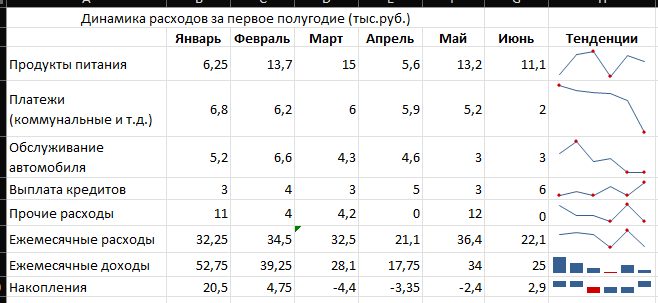 Динамика расходов за первое полугодие (тыс.руб.)
Январь Февраль Март Апрель Май Июнь Тенденции
Продукты питания 6,25 13,7 15 5,6 13,2 11,1
Платежи
(коммунальные и т.д.) 6,8 6,2 6 5,9 5,2 2
Обслуживание
автомобиля 5,2 6,6 4,3 4,6 3 3
Выплата кредитов 3 4 3 5 3 6
Прочие расходы 11 4 4,2 0 12 0
Ежемесячные расходы 32,25 34,5 32,5 21,1 36,4 22,1
Ежемесячные доходы 52,75 39,25 28,1 17,75 34 25
Накопления 20,5 4,75 -4,4 -3,35 -2,4 2,9